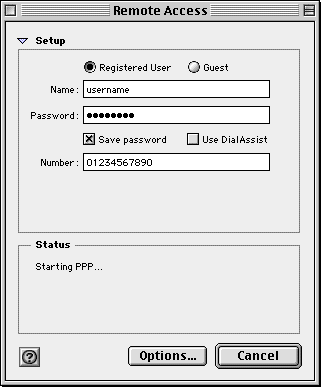 Remote Access
Setup
Registered User Guest
Name: username
Password: ••••••••
Save password Use DialAssist
Number: 01234567890
Status
Starting PPP...
? Options... Cancel